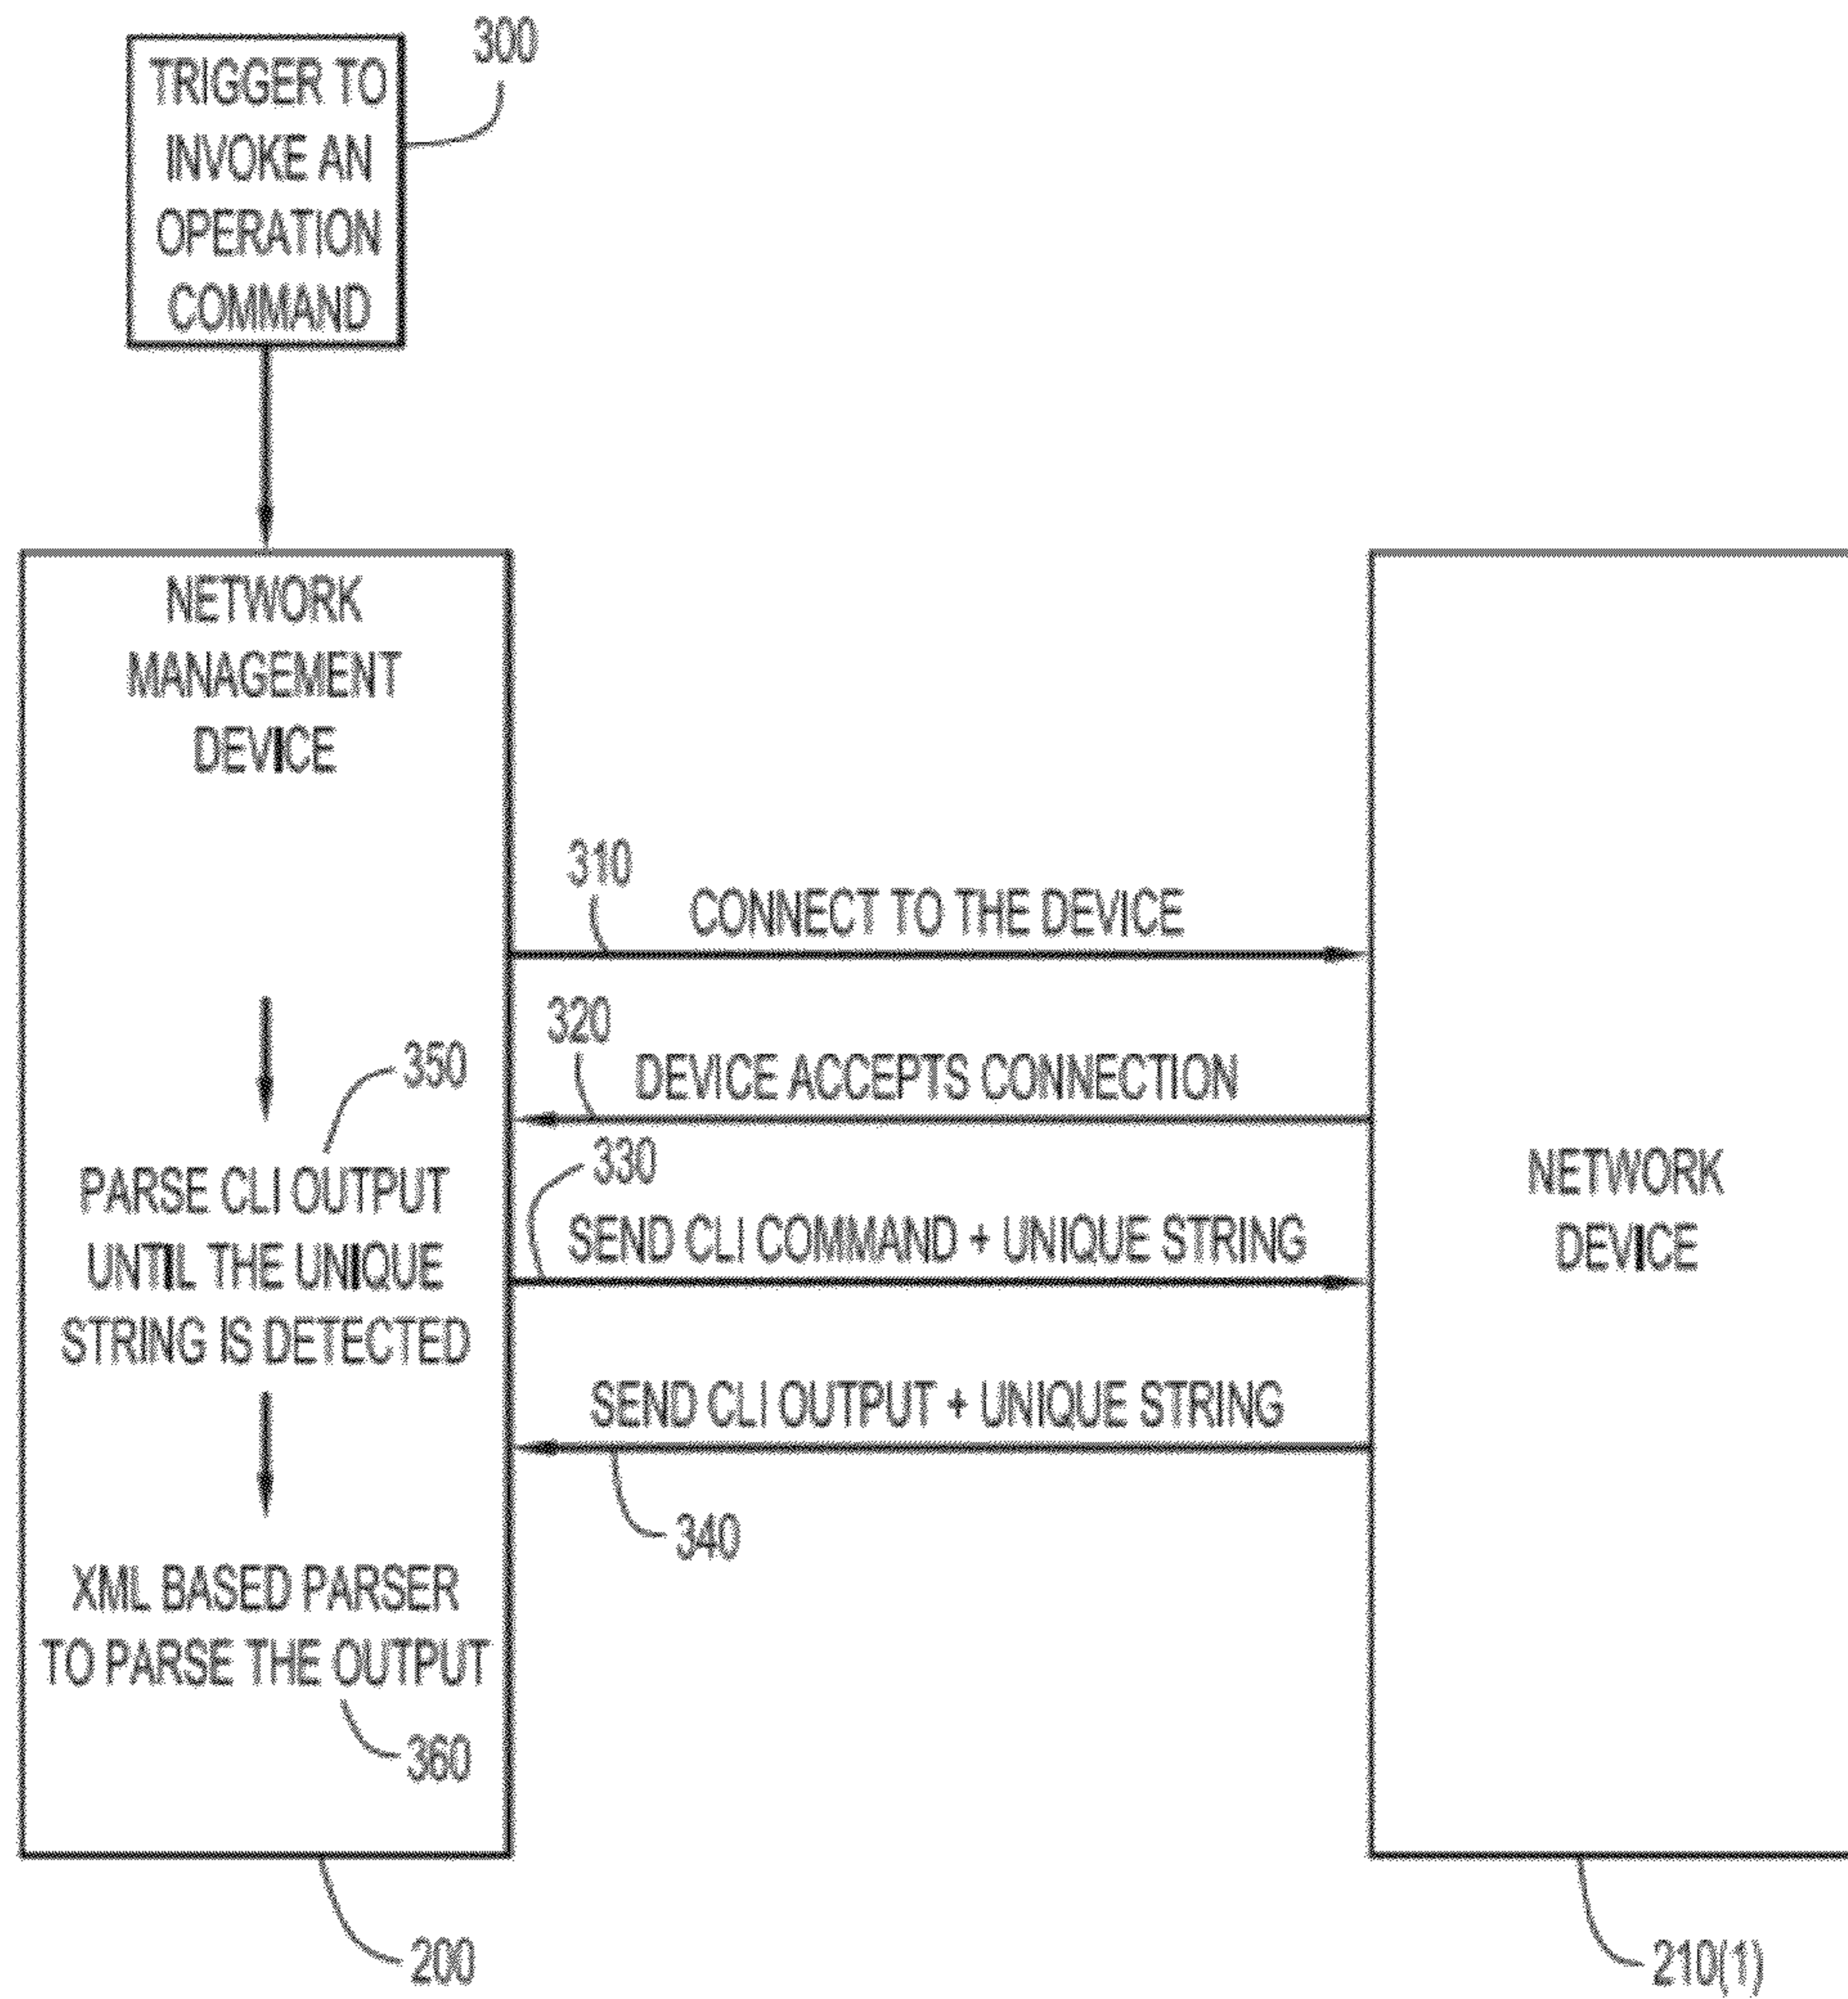 300
TRIGGER TO
INVOKE AN
OPERATION
COMMAND
NETWORK
MANAGEMENT
DEVICE
310
CONNECT TO THE DEVICE
320
DEVICE ACCEPTS CONNECTION
350
330
PARSE CLI OUTPUT
UNTIL THE UNIQUE
STRING IS DETECTED
SEND CLI COMMAND + UNIQUE STRING
NETWORK
DEVICE
SEND CLI OUTPUT + UNIQUE STRING
340
XML BASED PARSER
TO PARSE THE OUTPUT
360
200
210(1)